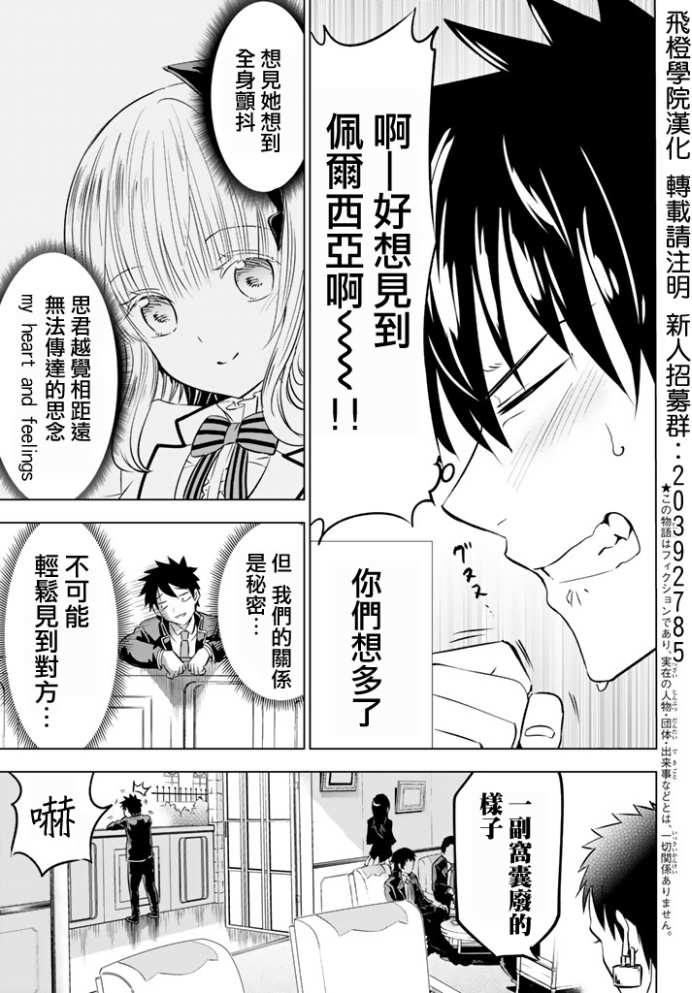 飛橙學院漢化 轉載請注明 新人招募群：203927785
★この物語はフィクションであり、実在の人物・団体・出来事などとは、一切関係ありません。
啊—好想見到
佩爾西亞啊~~~!!
グスス
你們想多了
想見她想到
全身顫抖
思君越覺相距遠
無法傳達的思念
my heart and feelings
但 我們的關係
是秘密…
不可能
輕鬆見到對方…
一副窩囊廢的
樣子
嚇